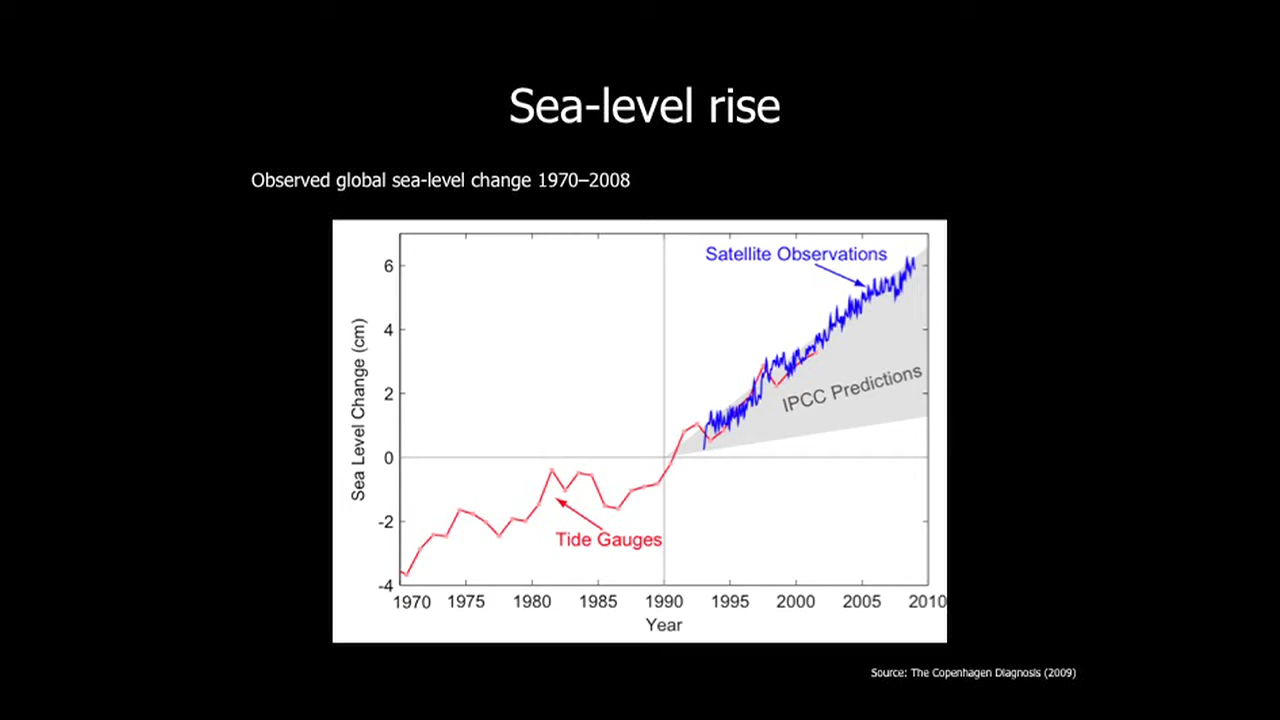 Sea-level rise
Observed global sea-level change 1970–2008
Satellite Observations
6
4
2
0
-2
-4
Sea Level Change (cm)
IPCC Predictions
Tide Gauges
1970 1975 1980 1985 1990 1995 2000 2005 2010
Year
Source: The Copenhagen Diagnosis (2009)